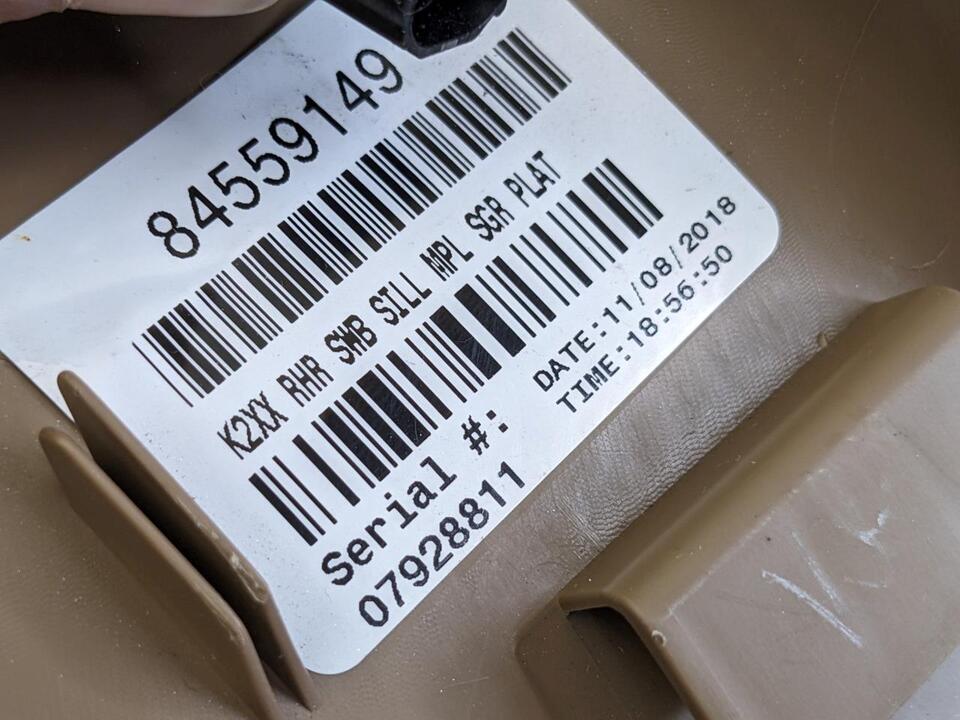 84559149
K2XX RHR SWB SILL MPL SGR PLAT
Serial #:
07928811
DATE:11/08/2018
TIME:18:56:50